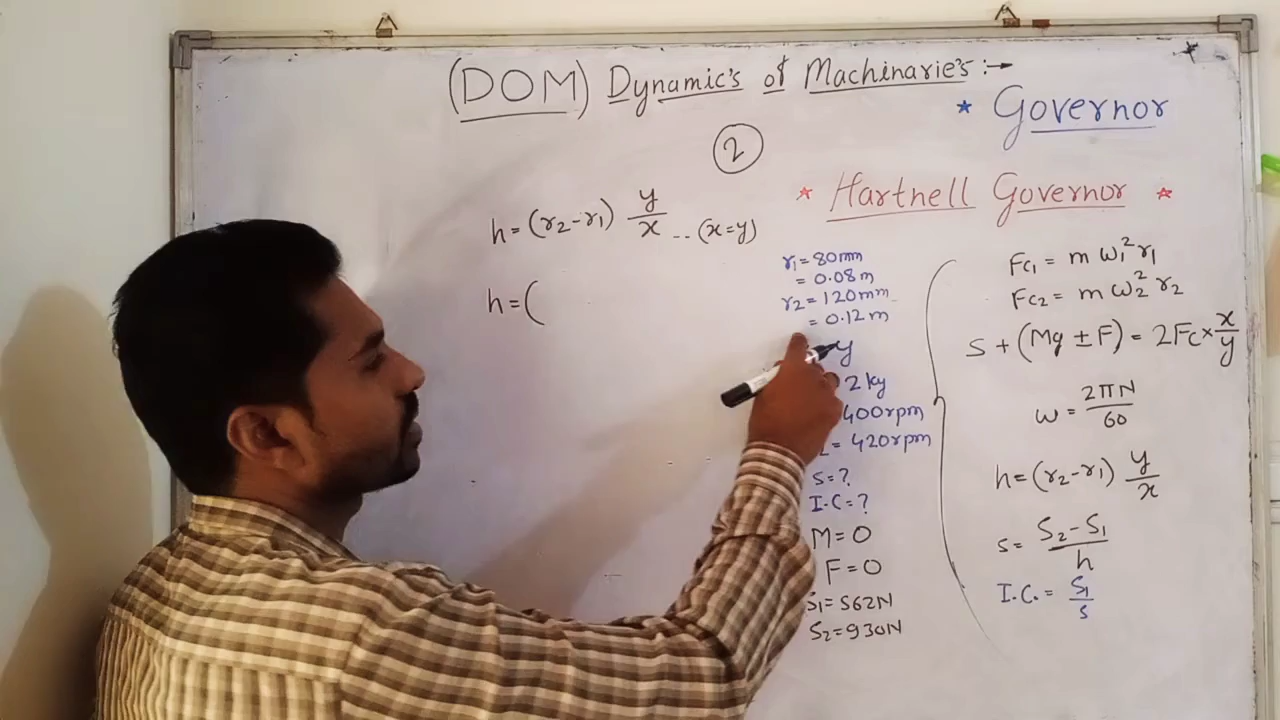 (DOM) Dynamic's of Machinarie's :→
* Governor
2
* Hartnell Governor *
h = (r2-r1) y/x -- (x=y)
h = (
r1 = 80mm
= 0.08 m
r2 = 120mm
= 0.12 m
y
2 kg
400rpm
= 420rpm
S = ?
I.C = ?
M = 0
F = 0
S1 = 562N
S2 = 930N
Fc1 = m ω1² r1
Fc2 = m ω2² r2
S + (Mg ± F) = 2Fc × x/y
ω = 2πN/60
h = (r2-r1) y/x
s = S2-S1/h
I.C. = S1/s